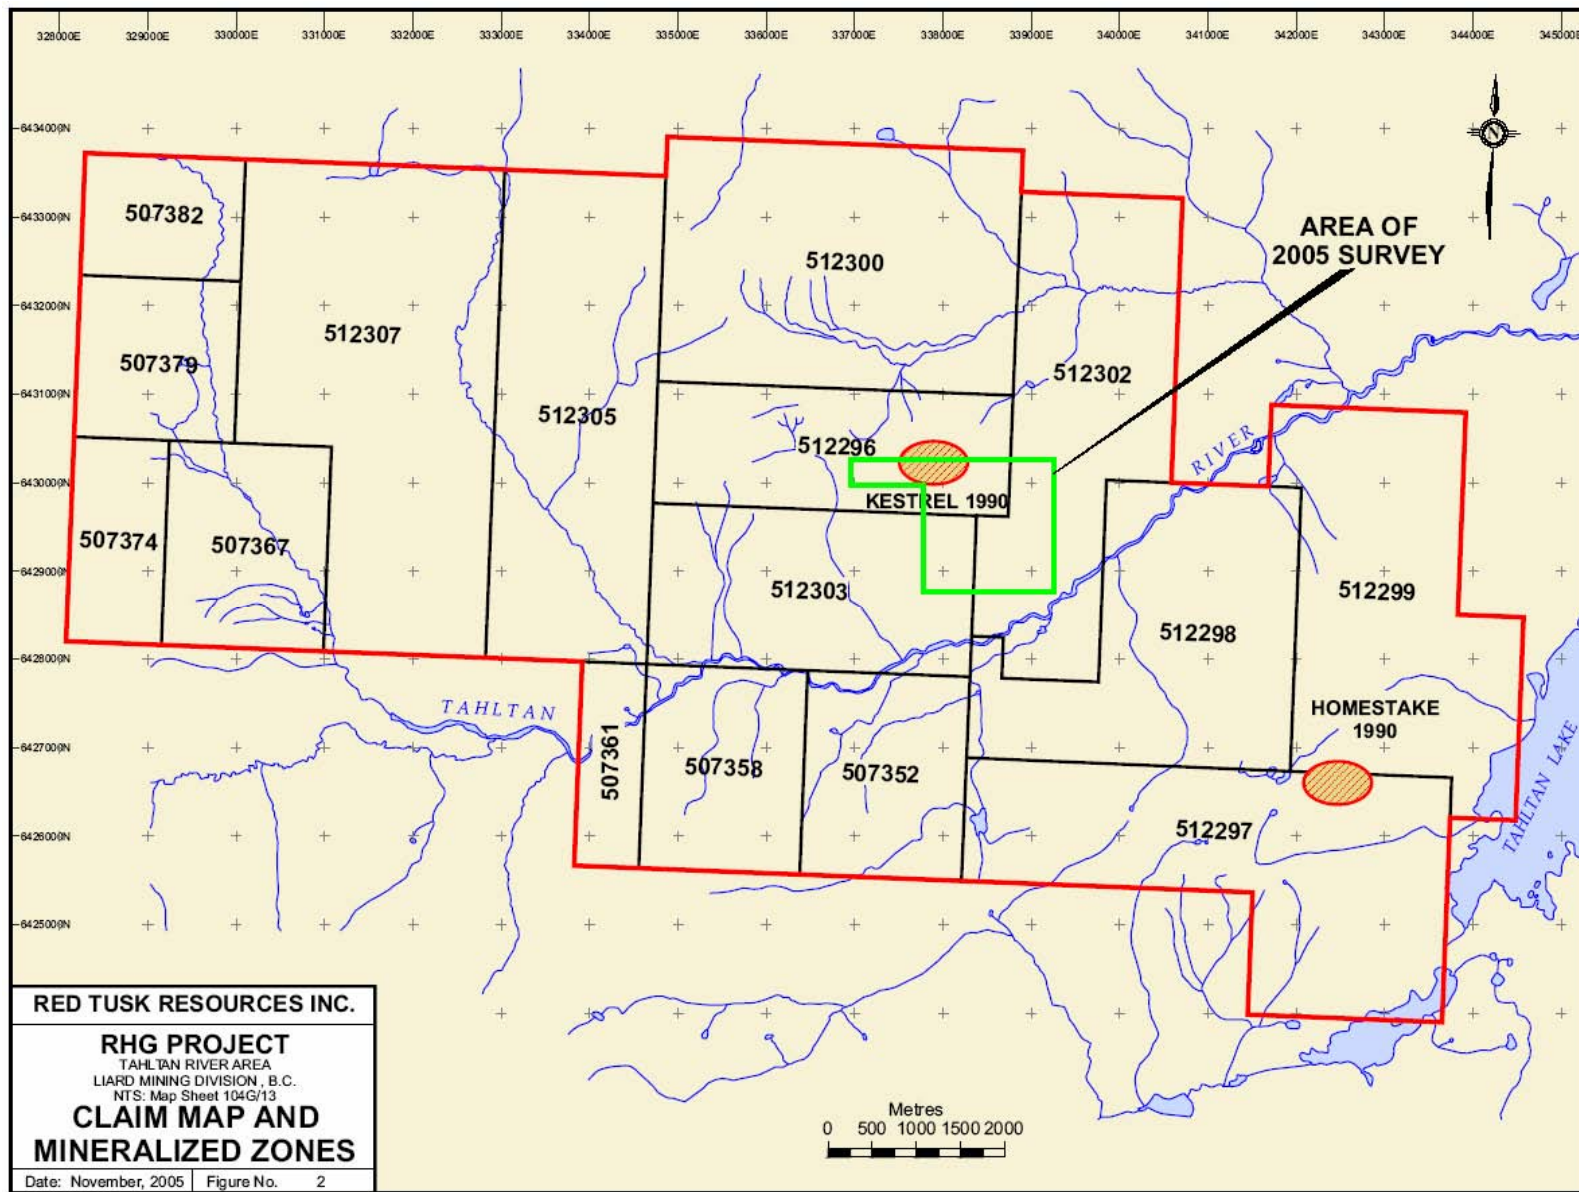 328000E 329000E 330000E 331000E 332000E 333000E 334000E 335000E 336000E 337000E 338000E 339000E 340000E 341000E 342000E 343000E 344000E 345000E
6434000N
6433000N
6432000N
6431000N
6430000N
6429000N
6428000N
6427000N
6426000N
6425000N
N
AREA OF
2005 SURVEY
507382
512300
512307
507379
512302
512305
512296
RIVER
KESTREL 1990
507374
507367
512303
512299
512298
TAHLTAN
HOMESTAKE
1990
507361
507358
507352
TAHLTAN LAKE
512297
RED TUSK RESOURCES INC.
RHG PROJECT
TAHLTAN RIVER AREA
LIARD MINING DIVISION , B.C.
NTS: Map Sheet 104G/13
CLAIM MAP AND
MINERALIZED ZONES
Date: November, 2005 Figure No. 2
Metres
0 500 1000 1500 2000